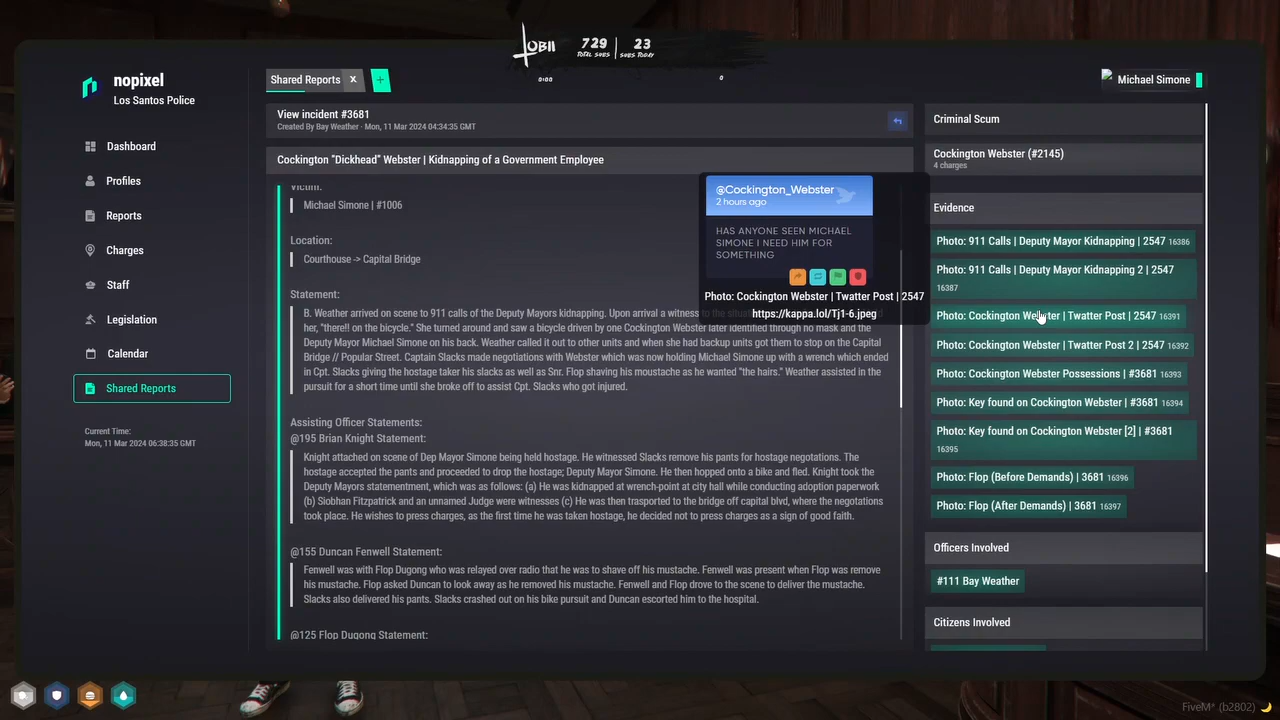 TOBII
729
TOTAL SUBS
23
SUBS TODAY
0:00
0
nopixel
Los Santos Police
Dashboard
Profiles
Reports
Charges
Staff
Legislation
Calendar
Shared Reports
Current Time:
Mon, 11 Mar 2024 06:38:35 GMT
Shared Reports x
+
Michael Simone
View incident #3681
Created By Bay Weather · Mon, 11 Mar 2024 04:34:35 GMT
Cockington "Dickhead" Webster | Kidnapping of a Government Employee
Victim:
Michael Simone | #1006
Location:
Courthouse -> Capital Bridge
Statement:
B. Weather arrived on scene to 911 calls of the Deputy Mayors kidnapping. Upon arrival a witness to the situation
her, "there!! on the bicycle." She turned around and saw a bicycle driven by one Cockington Webster later identified through no mask and the
Deputy Mayor Michael Simone on his back. Weather called it out to other units and when she had backup units got them to stop on the Capital
Bridge // Popular Street. Captain Slacks made negotiations with Webster which was now holding Michael Simone up with a wrench which ended
in Cpt. Slacks giving the hostage taker his slacks as well as Snr. Flop shaving his moustache as he wanted "the hairs." Weather assisted in the
pursuit for a short time until she broke off to assist Cpt. Slacks who got injured.
Assisting Officer Statements:
@195 Brian Knight Statement:
Knight attached on scene of Dep Mayor Simone being held hostage. He witnessed Slacks remove his pants for hostage negotations. The
hostage accepted the pants and proceeded to drop the hostage; Deputy Mayor Simone. He then hopped onto a bike and fled. Knight took the
Deputy Mayors statementment, which was as follows: (a) He was kidnapped at wrench-point at city hall while conducting adoption paperwork
(b) Siobhan Fitzpatrick and an unnamed Judge were witnesses (c) He was then trasported to the bridge off capital blvd, where the negotations
took place. He wishes to press charges, as the first time he was taken hostage, he decided not to press charges as a sign of good faith.
@155 Duncan Fenwell Statement:
Fenwell was with Flop Dugong who was relayed over radio that he was to shave off his mustache. Fenwell was present when Flop was remove
his mustache. Flop asked Duncan to look away as he removed his mustache. Fenwell and Flop drove to the scene to deliver the mustache.
Slacks also delivered his pants. Slacks crashed out on his bike pursuit and Duncan escorted him to the hospital.
@125 Flop Dugong Statement:
@Cockington_Webster
2 hours ago
HAS ANYONE SEEN MICHAEL
SIMONE I NEED HIM FOR
SOMETHING
Photo: Cockington Webster | Twatter Post | 2547
https://kappa.lol/Tj1-6.jpeg
Criminal Scum
Cockington Webster (#2145)
4 charges
Evidence
Photo: 911 Calls | Deputy Mayor Kidnapping | 2547 16386
Photo: 911 Calls | Deputy Mayor Kidnapping 2 | 2547
16387
Photo: Cockington Webster | Twatter Post | 2547 16391
Photo: Cockington Webster | Twatter Post 2 | 2547 16392
Photo: Cockington Webster Possessions | #3681 16393
Photo: Key found on Cockington Webster | #3681 16394
Photo: Key found on Cockington Webster [2] | #3681
16395
Photo: Flop (Before Demands) | 3681 16396
Photo: Flop (After Demands) | 3681 16397
Officers Involved
#111 Bay Weather
Citizens Involved
FiveM* (b2802)